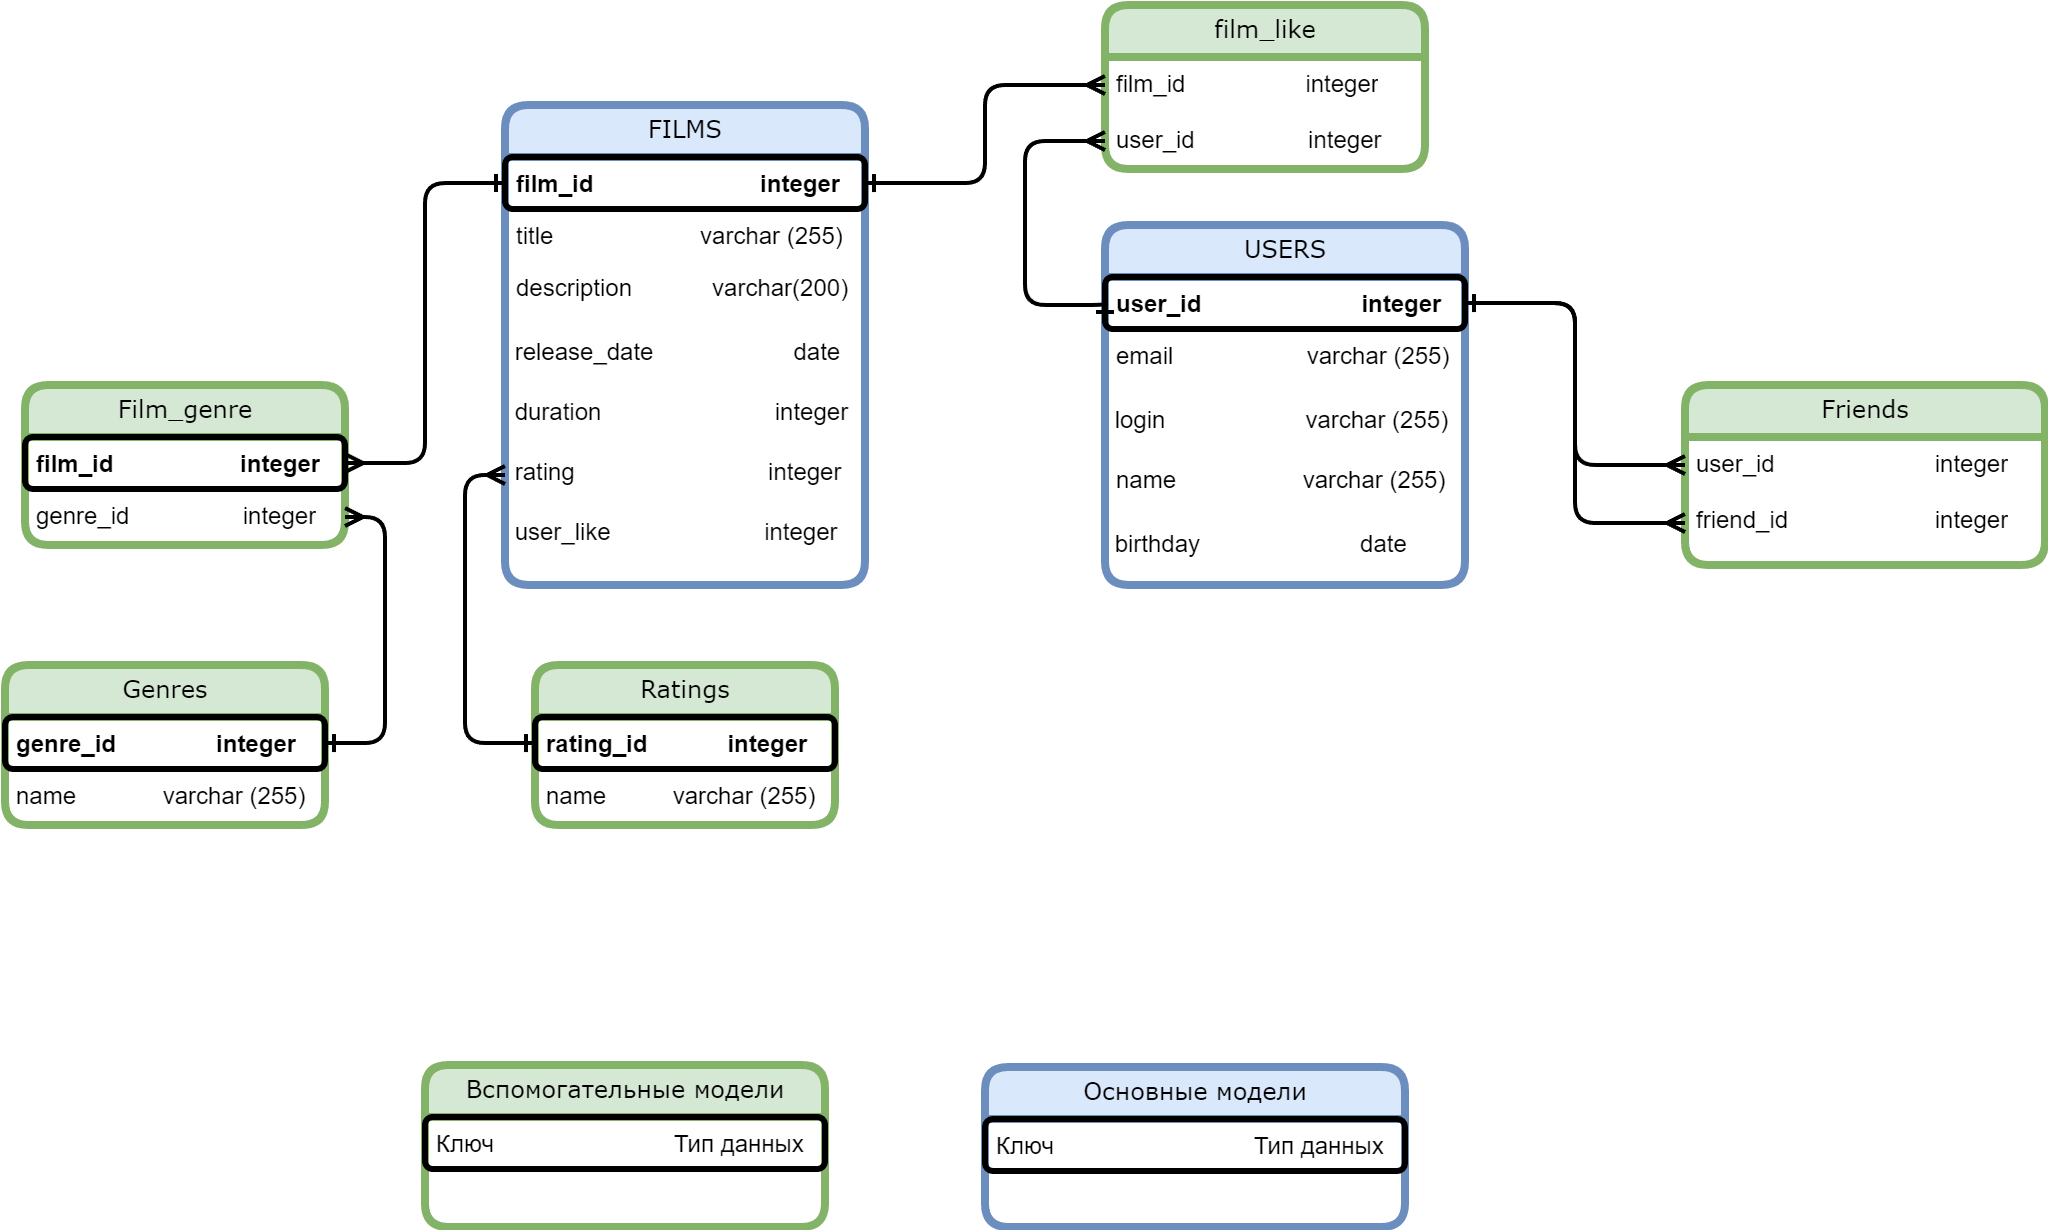 film_like
film_id integer
user_id integer
FILMS
film_id integer
title varchar (255)
description varchar(200)
release_date date
duration integer
rating integer
user_like integer
USERS
user_id integer
email varchar (255)
login varchar (255)
name varchar (255)
birthday date
Film_genre
film_id integer
genre_id integer
Friends
user_id integer
friend_id integer
Genres
genre_id integer
name varchar (255)
Ratings
rating_id integer
name varchar (255)
Вспомогательные модели
Ключ Тип данных
Основные модели
Ключ Тип данных